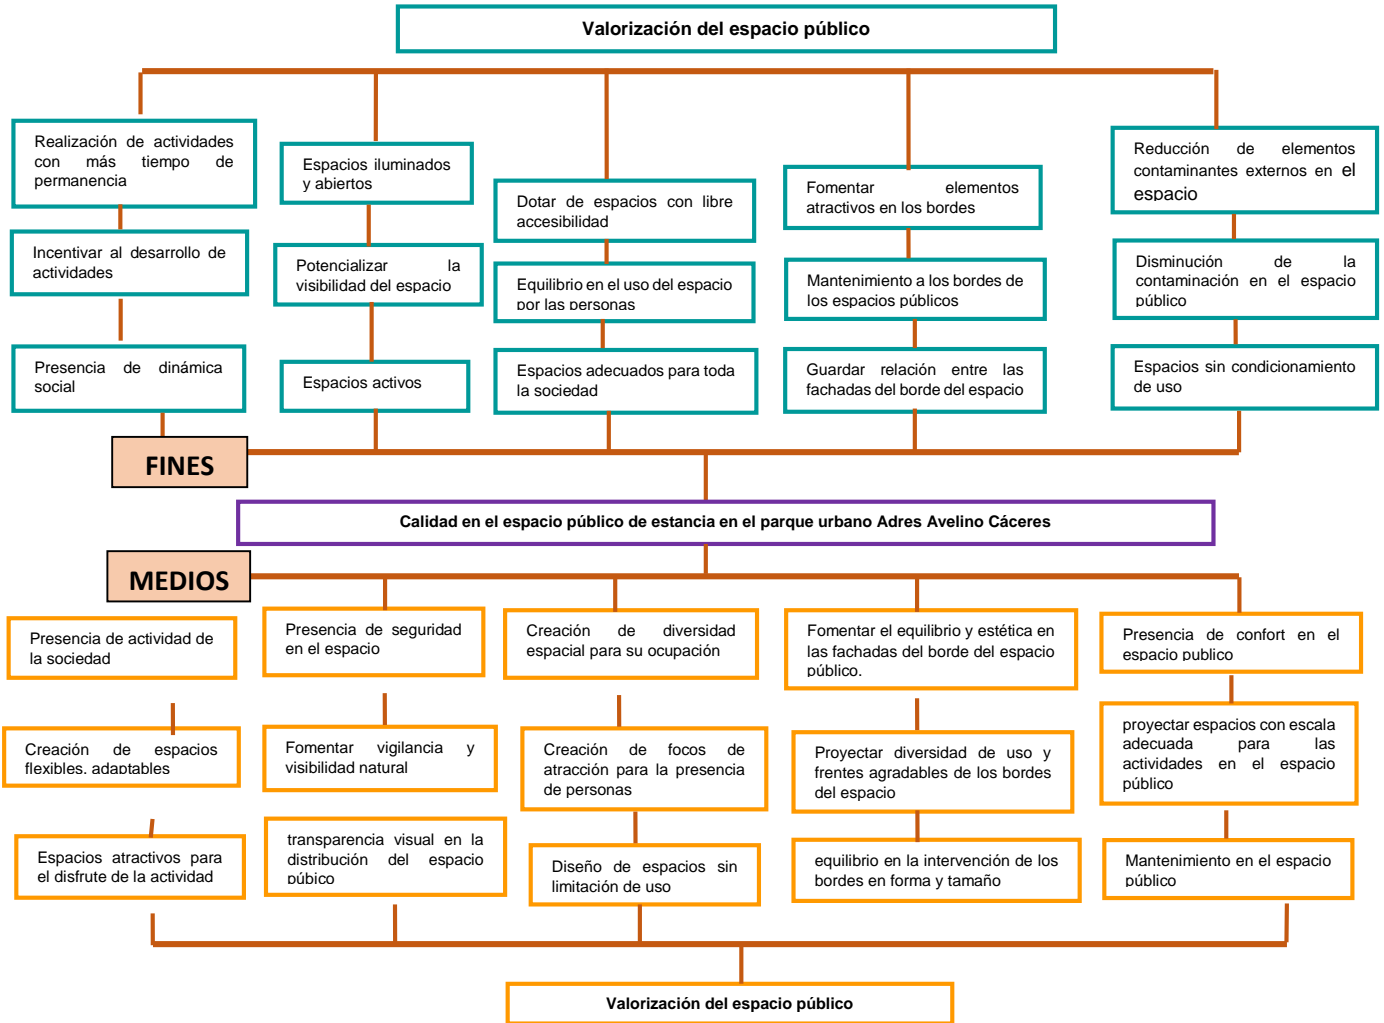 Valorización del espacio público
Realización de actividades
con más tiempo de
permanencia
Espacios iluminados
y abiertos
Dotar de espacios con libre
accesibilidad
Fomentar elementos
atractivos en los bordes
Reducción de elementos
contaminantes externos en el
espacio
Incentivar al desarrollo de
actividades
Potencializar la
visibilidad del espacio
Equilibrio en el uso del espacio
por las personas
Mantenimiento a los bordes de
los espacios públicos
Disminución de la
contaminación en el espacio
público
Presencia de dinámica
social
Espacios activos
Espacios adecuados para toda
la sociedad
Guardar relación entre las
fachadas del borde del espacio
Espacios sin condicionamiento
de uso
FINES
Calidad en el espacio público de estancia en el parque urbano Adres Avelino Cáceres
MEDIOS
Presencia de actividad de
la sociedad
Presencia de seguridad
en el espacio
Creación de diversidad
espacial para su ocupación
Fomentar el equilibrio y estética en
las fachadas del borde del espacio
público.
Presencia de confort en el
espacio publico
Creación de espacios
flexibles, adaptables
Fomentar vigilancia y
visibilidad natural
Creación de focos de
atracción para la presencia
de personas
Proyectar diversidad de uso y
frentes agradables de los bordes
del espacio
proyectar espacios con escala
adecuada para las
actividades en el espacio
público
Espacios atractivos para
el disfrute de la actividad
transparencia visual en la
distribución del espacio
púbico
Diseño de espacios sin
limitación de uso
equilibrio en la intervención de los
bordes en forma y tamaño
Mantenimiento en el espacio
público
Valorización del espacio público